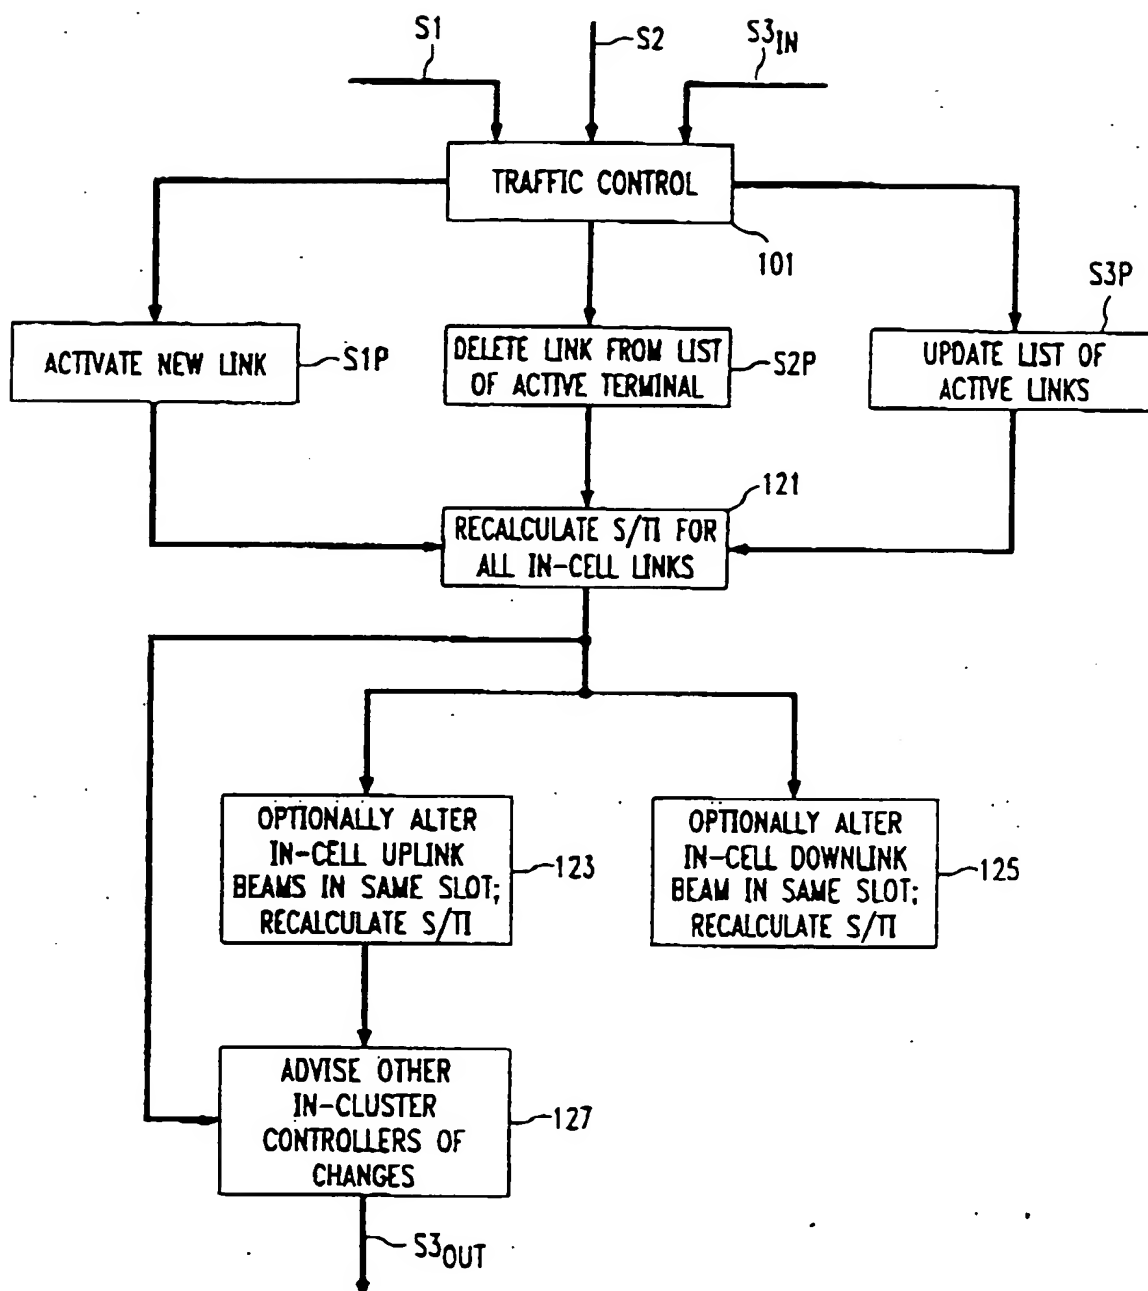 S1
S2
S3IN
TRAFFIC CONTROL
101
ACTIVATE NEW LINK
S1P
DELETE LINK FROM LIST
OF ACTIVE TERMINAL
S2P
S3P
UPDATE LIST OF
ACTIVE LINKS
121
RECALCULATE S/TI FOR
ALL IN-CELL LINKS
OPTIONALLY ALTER
IN-CELL UPLINK
BEAMS IN SAME SLOT;
RECALCULATE S/TI
123
OPTIONALLY ALTER
IN-CELL DOWNLINK
BEAM IN SAME SLOT;
RECALCULATE S/TI
125
ADVISE OTHER
IN-CLUSTER
CONTROLLERS OF
CHANGES
127
S3OUT